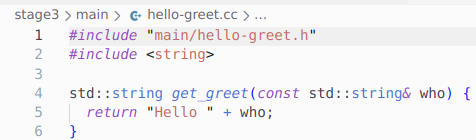 stage3 > main > hello-greet.cc > ...
1 #include "main/hello-greet.h"
2 #include <string>
3
4 std::string get_greet(const std::string& who) {
5   return "Hello " + who;
6 }